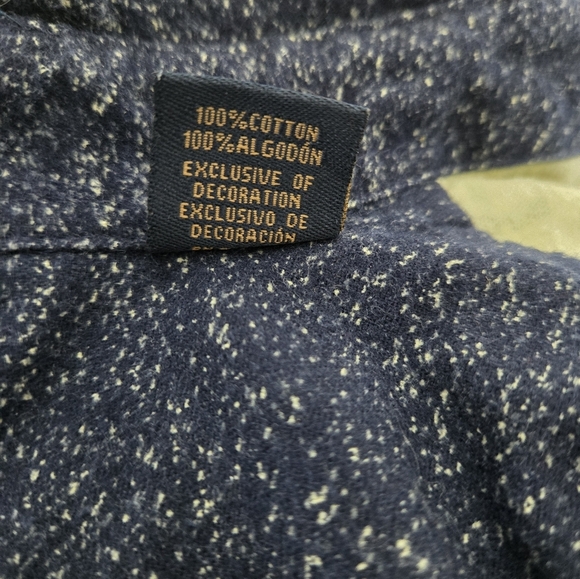 100%COTTON
100%ALGODÓN
EXCLUSIVE OF
DECORATION
EXCLUSIVO DE
DECORACIÓN